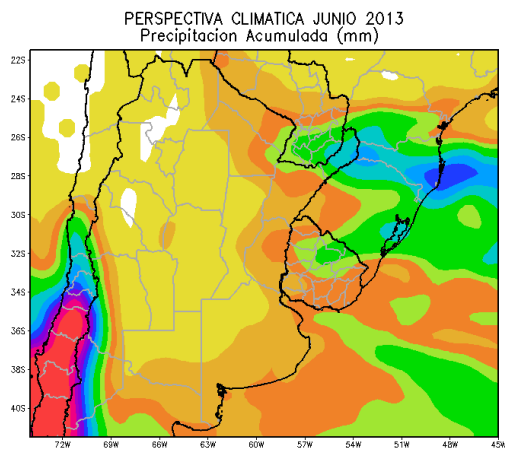 PERSPECTIVA CLIMATICA JUNIO 2013
Precipitacion Acumulada (mm)
22S
24S
26S
28S
30S
32S
34S
36S
38S
40S
72W 69W 66W 63W 60W 57W 54W 51W 48W 45W